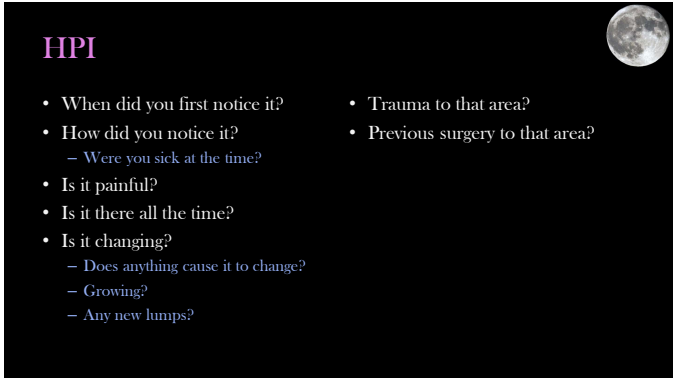 HPI
• When did you first notice it?
• How did you notice it?
– Were you sick at the time?
• Is it painful?
• Is it there all the time?
• Is it changing?
– Does anything cause it to change?
– Growing?
– Any new lumps?
• Trauma to that area?
• Previous surgery to that area?